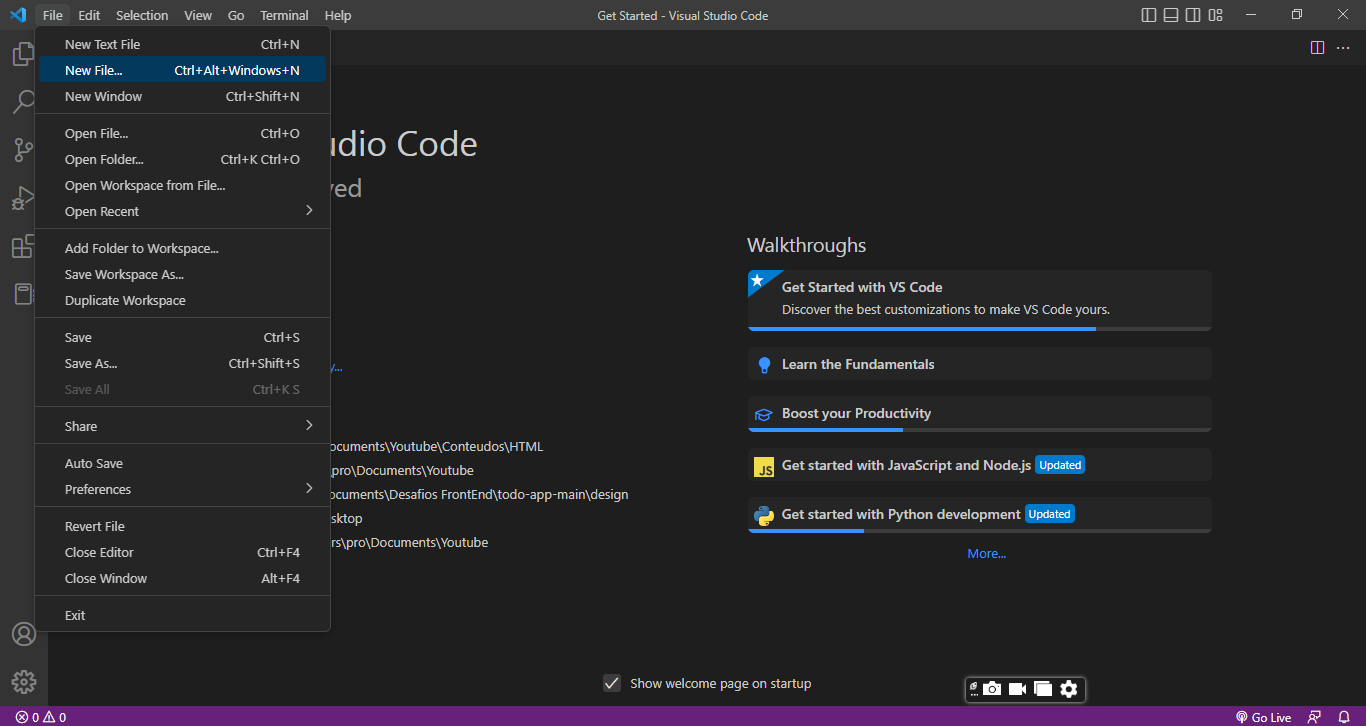 File Edit Selection View Go Terminal Help
Get Started - Visual Studio Code
New Text File Ctrl+N
New File... Ctrl+Alt+Windows+N
New Window Ctrl+Shift+N
Open File... Ctrl+O
Open Folder... Ctrl+K Ctrl+O
Open Workspace from File...
Open Recent
Add Folder to Workspace...
Save Workspace As...
Duplicate Workspace
Save Ctrl+S
Save As... Ctrl+Shift+S
Save All Ctrl+K S
Share
Auto Save
Preferences
Revert File
Close Editor Ctrl+F4
Close Window Alt+F4
Exit
udio Code
ved
y...
ocuments\Youtube\Conteudos\HTML
pro\Documents\Youtube
ocuments\Desafios FrontEnd\todo-app-main\design
sktop
rs\pro\Documents\Youtube
Walkthroughs
Get Started with VS Code
Discover the best customizations to make VS Code yours.
Learn the Fundamentals
Boost your Productivity
JS Get started with JavaScript and Node.js Updated
Get started with Python development Updated
More...
Show welcome page on startup
0 0
Go Live